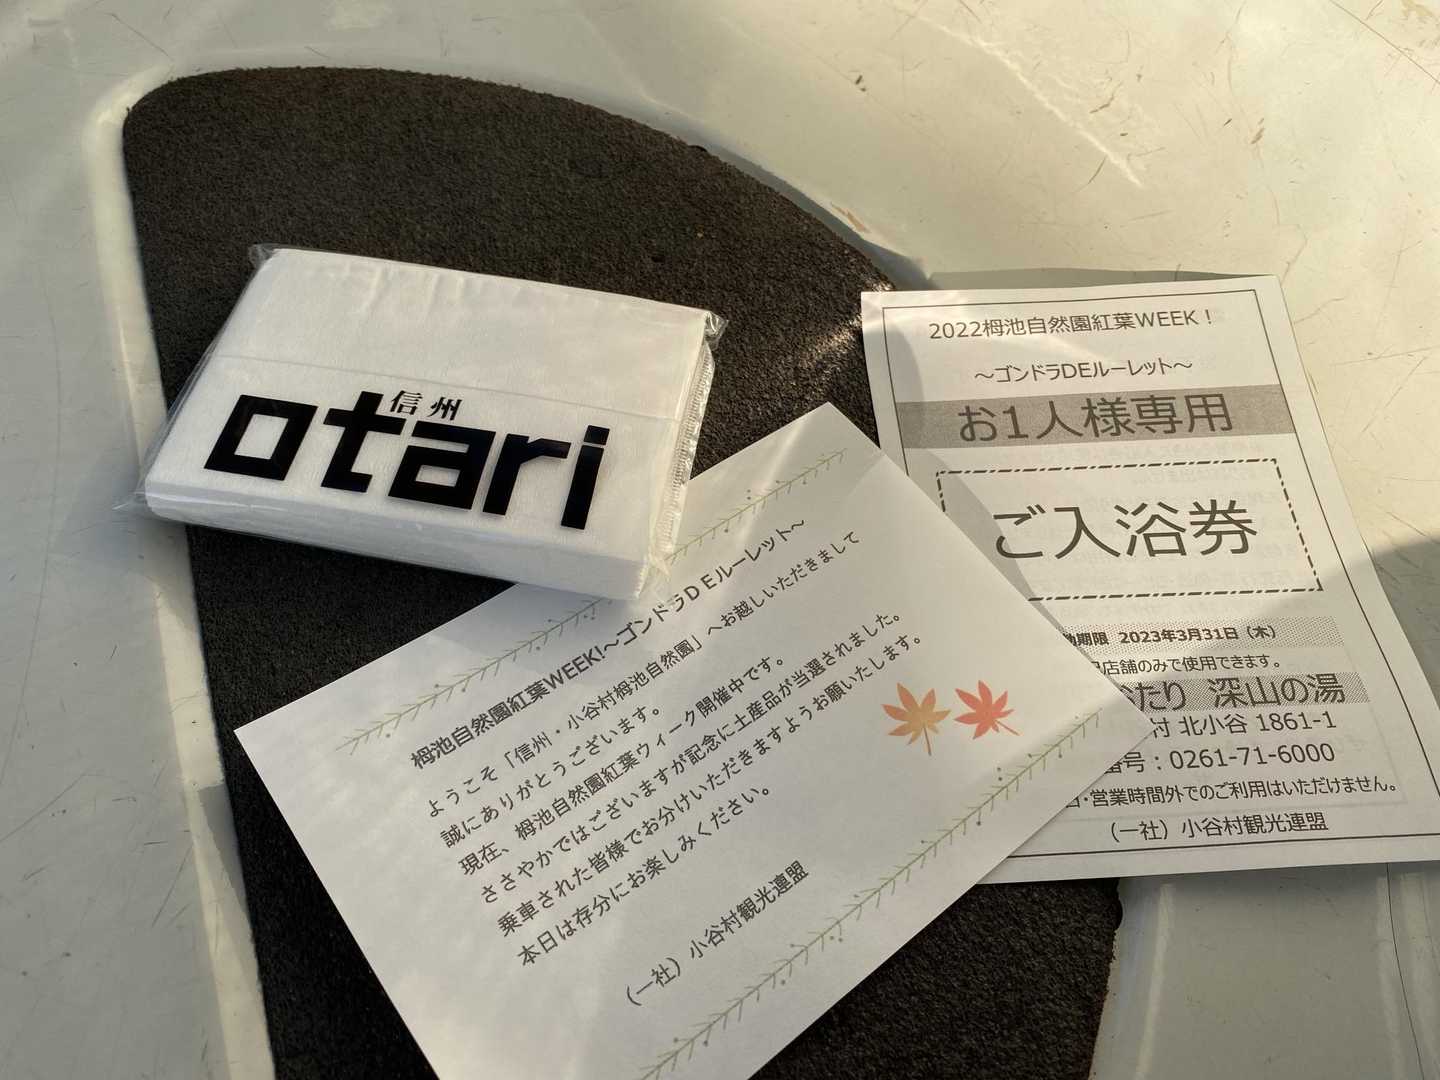 信州
otari
栂池自然園紅葉WEEK!～ゴンドラDEルーレット～
ようこそ「信州・小谷村栂池自然園」へお越しいただきまして
誠にありがとうございます。
現在、栂池自然園紅葉ウィーク開催中です。
ささやかではございますが記念に土産品が当選されました。
乗車された皆様でお分けいただきますようお願いたします。
本日は存分にお楽しみください。
（一社）小谷村観光連盟
2022栂池自然園紅葉WEEK！
～ゴンドラDEルーレット～
お1人様専用
ご入浴券
期限 2023年3月31日（木）
店舗のみで使用できます。
たり 深山の湯
村 北小谷 1861-1
番号：0261-71-6000
日・営業時間外でのご利用はいただけません。
（一社）小谷村観光連盟